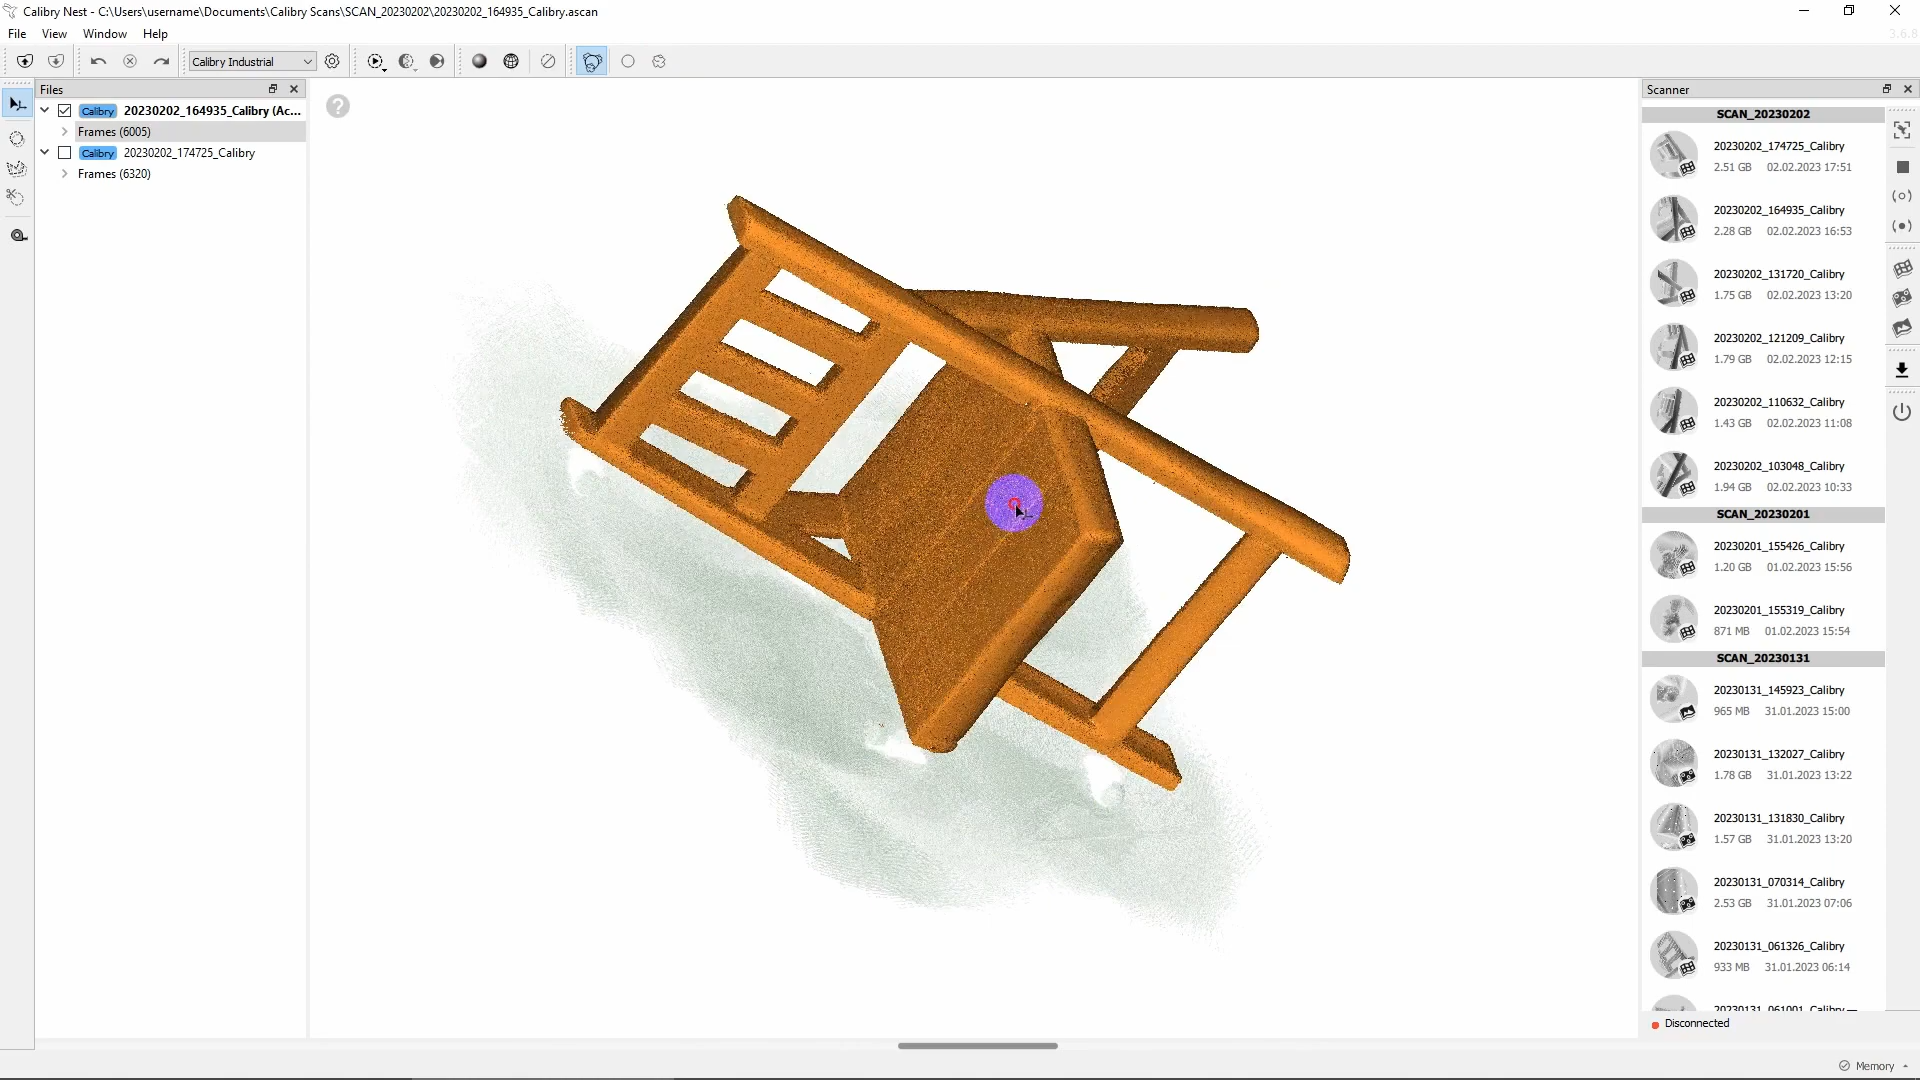 Calibry Nest - C:\Users\username\Documents\Calibry Scans\SCAN_20230202\20230202_164935_Calibry.ascan
File View Window Help
3.6.8
Calibry Industrial
Files
Calibry 20230202_164935_Calibry (Ac...
Frames (6005)
Calibry 20230202_174725_Calibry
Frames (6320)
?
Scanner
SCAN_20230202
20230202_174725_Calibry
2.51 GB 02.02.2023 17:51
20230202_164935_Calibry
2.28 GB 02.02.2023 16:53
20230202_131720_Calibry
1.75 GB 02.02.2023 13:20
20230202_121209_Calibry
1.79 GB 02.02.2023 12:15
20230202_110632_Calibry
1.43 GB 02.02.2023 11:08
20230202_103048_Calibry
1.94 GB 02.02.2023 10:33
SCAN_20230201
20230201_155426_Calibry
1.20 GB 01.02.2023 15:56
20230201_155319_Calibry
871 MB 01.02.2023 15:54
SCAN_20230131
20230131_145923_Calibry
965 MB 31.01.2023 15:00
20230131_132027_Calibry
1.78 GB 31.01.2023 13:22
20230131_131830_Calibry
1.57 GB 31.01.2023 13:20
20230131_070314_Calibry
2.53 GB 31.01.2023 07:06
20230131_061326_Calibry
933 MB 31.01.2023 06:14
20230131_061001_Calibry
Disconnected
Memory